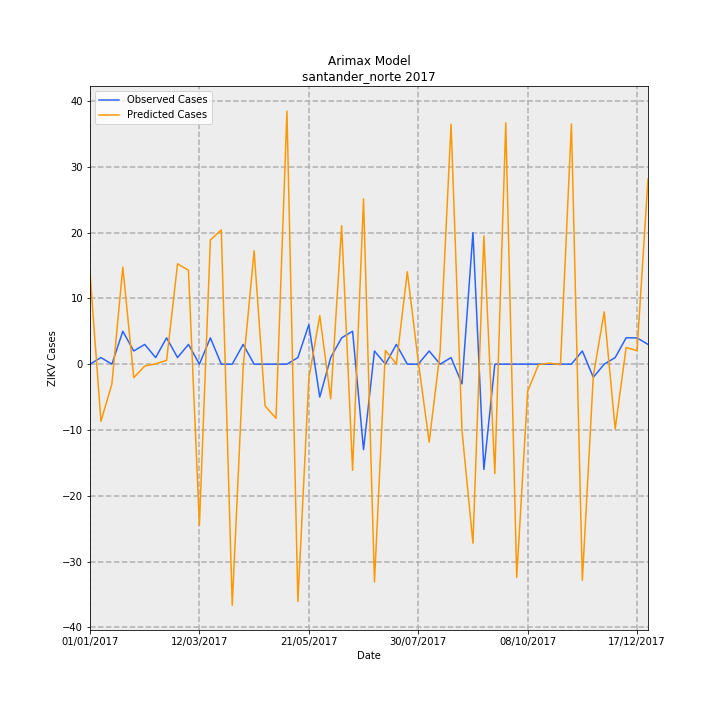 Arimax Model
santander_norte 2017
Observed Cases
Predicted Cases
ZIKV Cases
40
30
20
10
0
−10
−20
−30
−40
01/01/2017
12/03/2017
21/05/2017
30/07/2017
08/10/2017
17/12/2017
Date